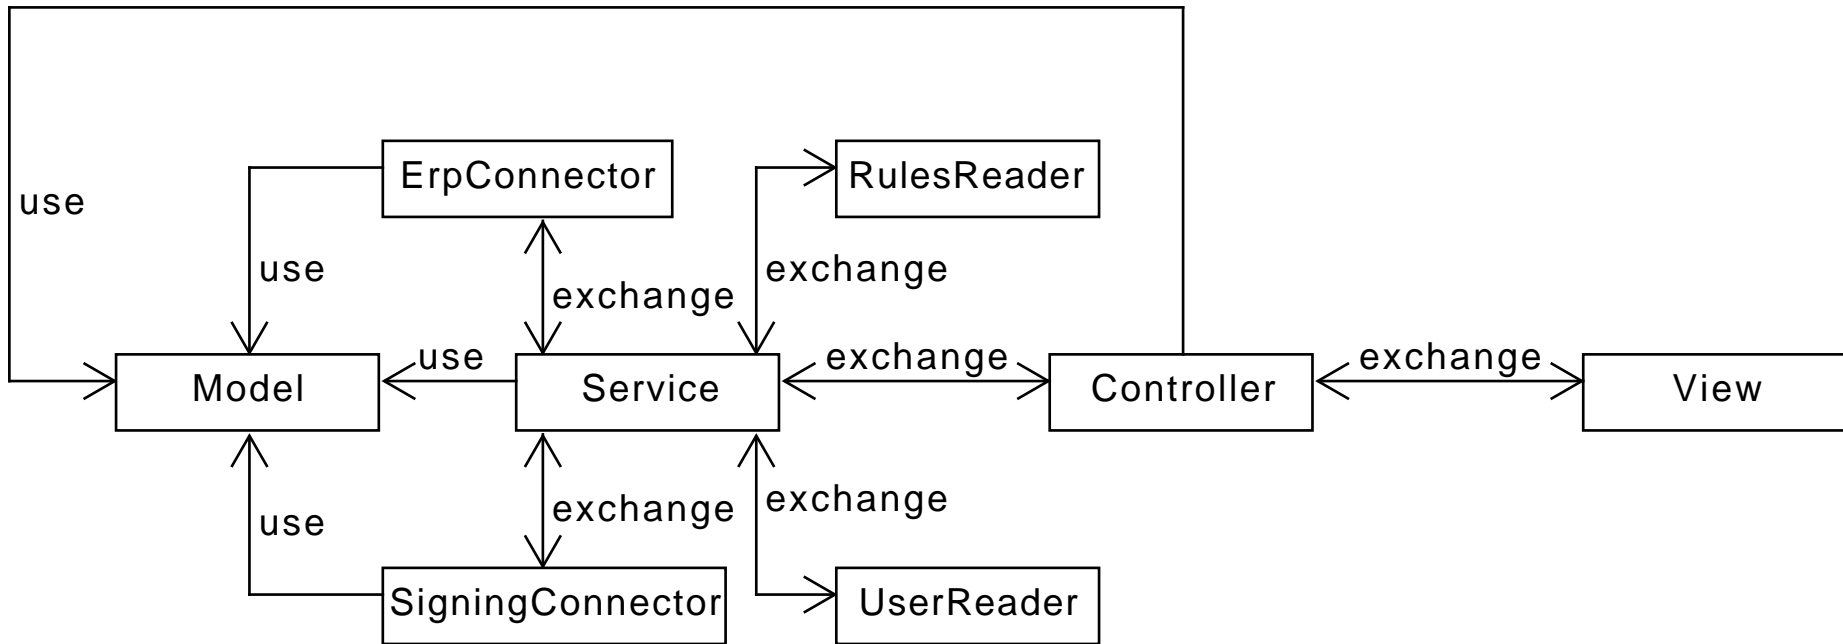 ErpConnector
RulesReader
use
use
exchange
exchange
use
exchange
exchange
Model
Service
Controller
View
use
exchange
exchange
SigningConnector
UserReader